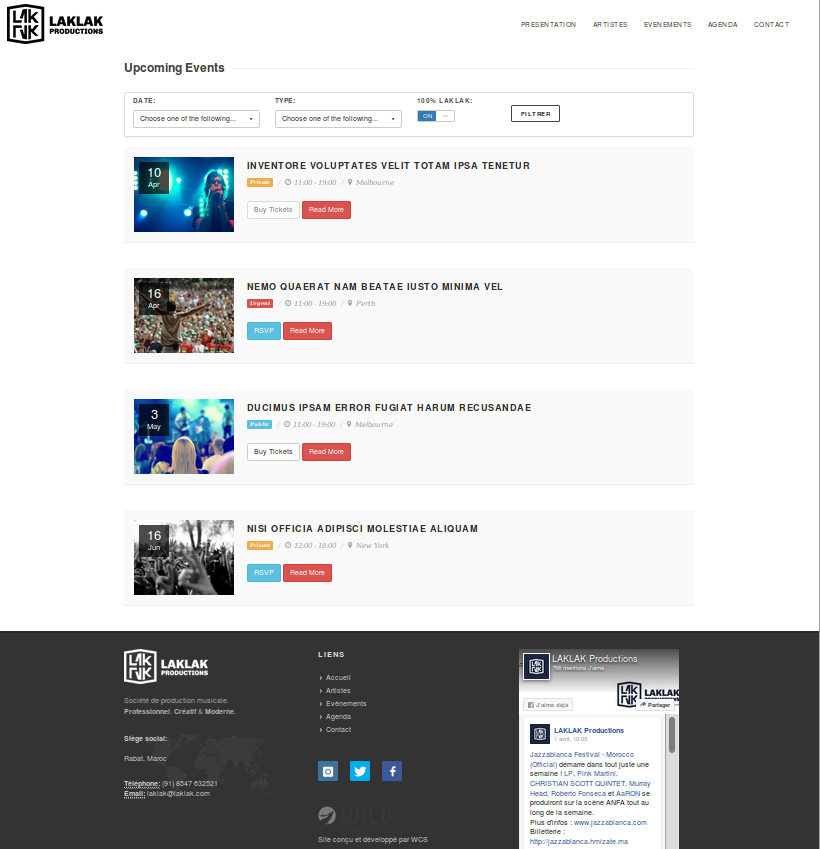 LAKLAK
PRODUCTIONS
PRESENTATION ARTISTES EVENEMENTS AGENDA CONTACT
Upcoming Events
DATE: TYPE: 100% LAKLAK:
Choose one of the following... Choose one of the following... ON FILTRER
10
Apr
INVENTORE VOLUPTATES VELIT TOTAM IPSA TENETUR
Private / 11:00 - 19:00 / Melbourne
Buy Tickets Read More
16
Apr
NEMO QUAERAT NAM BEATAE IUSTO MINIMA VEL
Urgent / 11:00 - 19:00 / Perth
RSVP Read More
3
May
DUCIMUS IPSAM ERROR FUGIAT HARUM RECUSANDAE
Public / 11:00 - 19:00 / Melbourne
Buy Tickets Read More
16
Jun
NISI OFFICIA ADIPISCI MOLESTIAE ALIQUAM
Private / 12:00 - 18:00 / New York
RSVP Read More
LAKLAK
PRODUCTIONS
Société de production musicale.
Professionnel, Créatif & Moderne.
Siège social:
Rabat, Maroc
Téléphone: (91) 8547 632521
Email: laklak@laklak.com
LIENS
Accueil
Artistes
Evènements
Agenda
Contact
WILD
Site conçu et développé par WCS
LAKLAK Productions
766 mentions J'aime
LAKLAK
J'aime déjà Partager
LAKLAK Productions
1 avril, 10:03
Jazzablanca Festival - Morocco
(Official) démarre dans tout juste une
semaine ! LP, Pink Martini,
CHRISTIAN SCOTT QUINTET, Murray
Head, Roberto Fonseca et AaRON se
produiront sur la scène ANFA tout au
long de la semaine.
Plus d'infos : www.jazzablanca.com
Billetterie :
http://jazzablanca.hmizate.ma